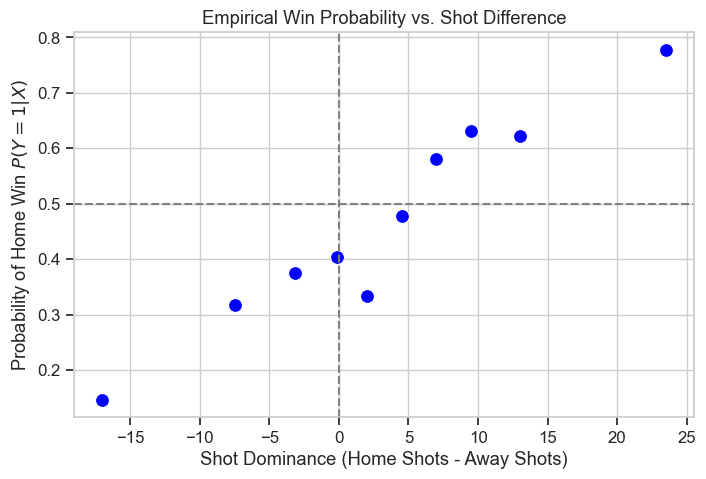 Empirical Win Probability vs. Shot Difference
Probability of Home Win P(Y = 1|X)
0.8
0.7
0.6
0.5
0.4
0.3
0.2
−15 −10 −5 0 5 10 15 20 25
Shot Dominance (Home Shots - Away Shots)